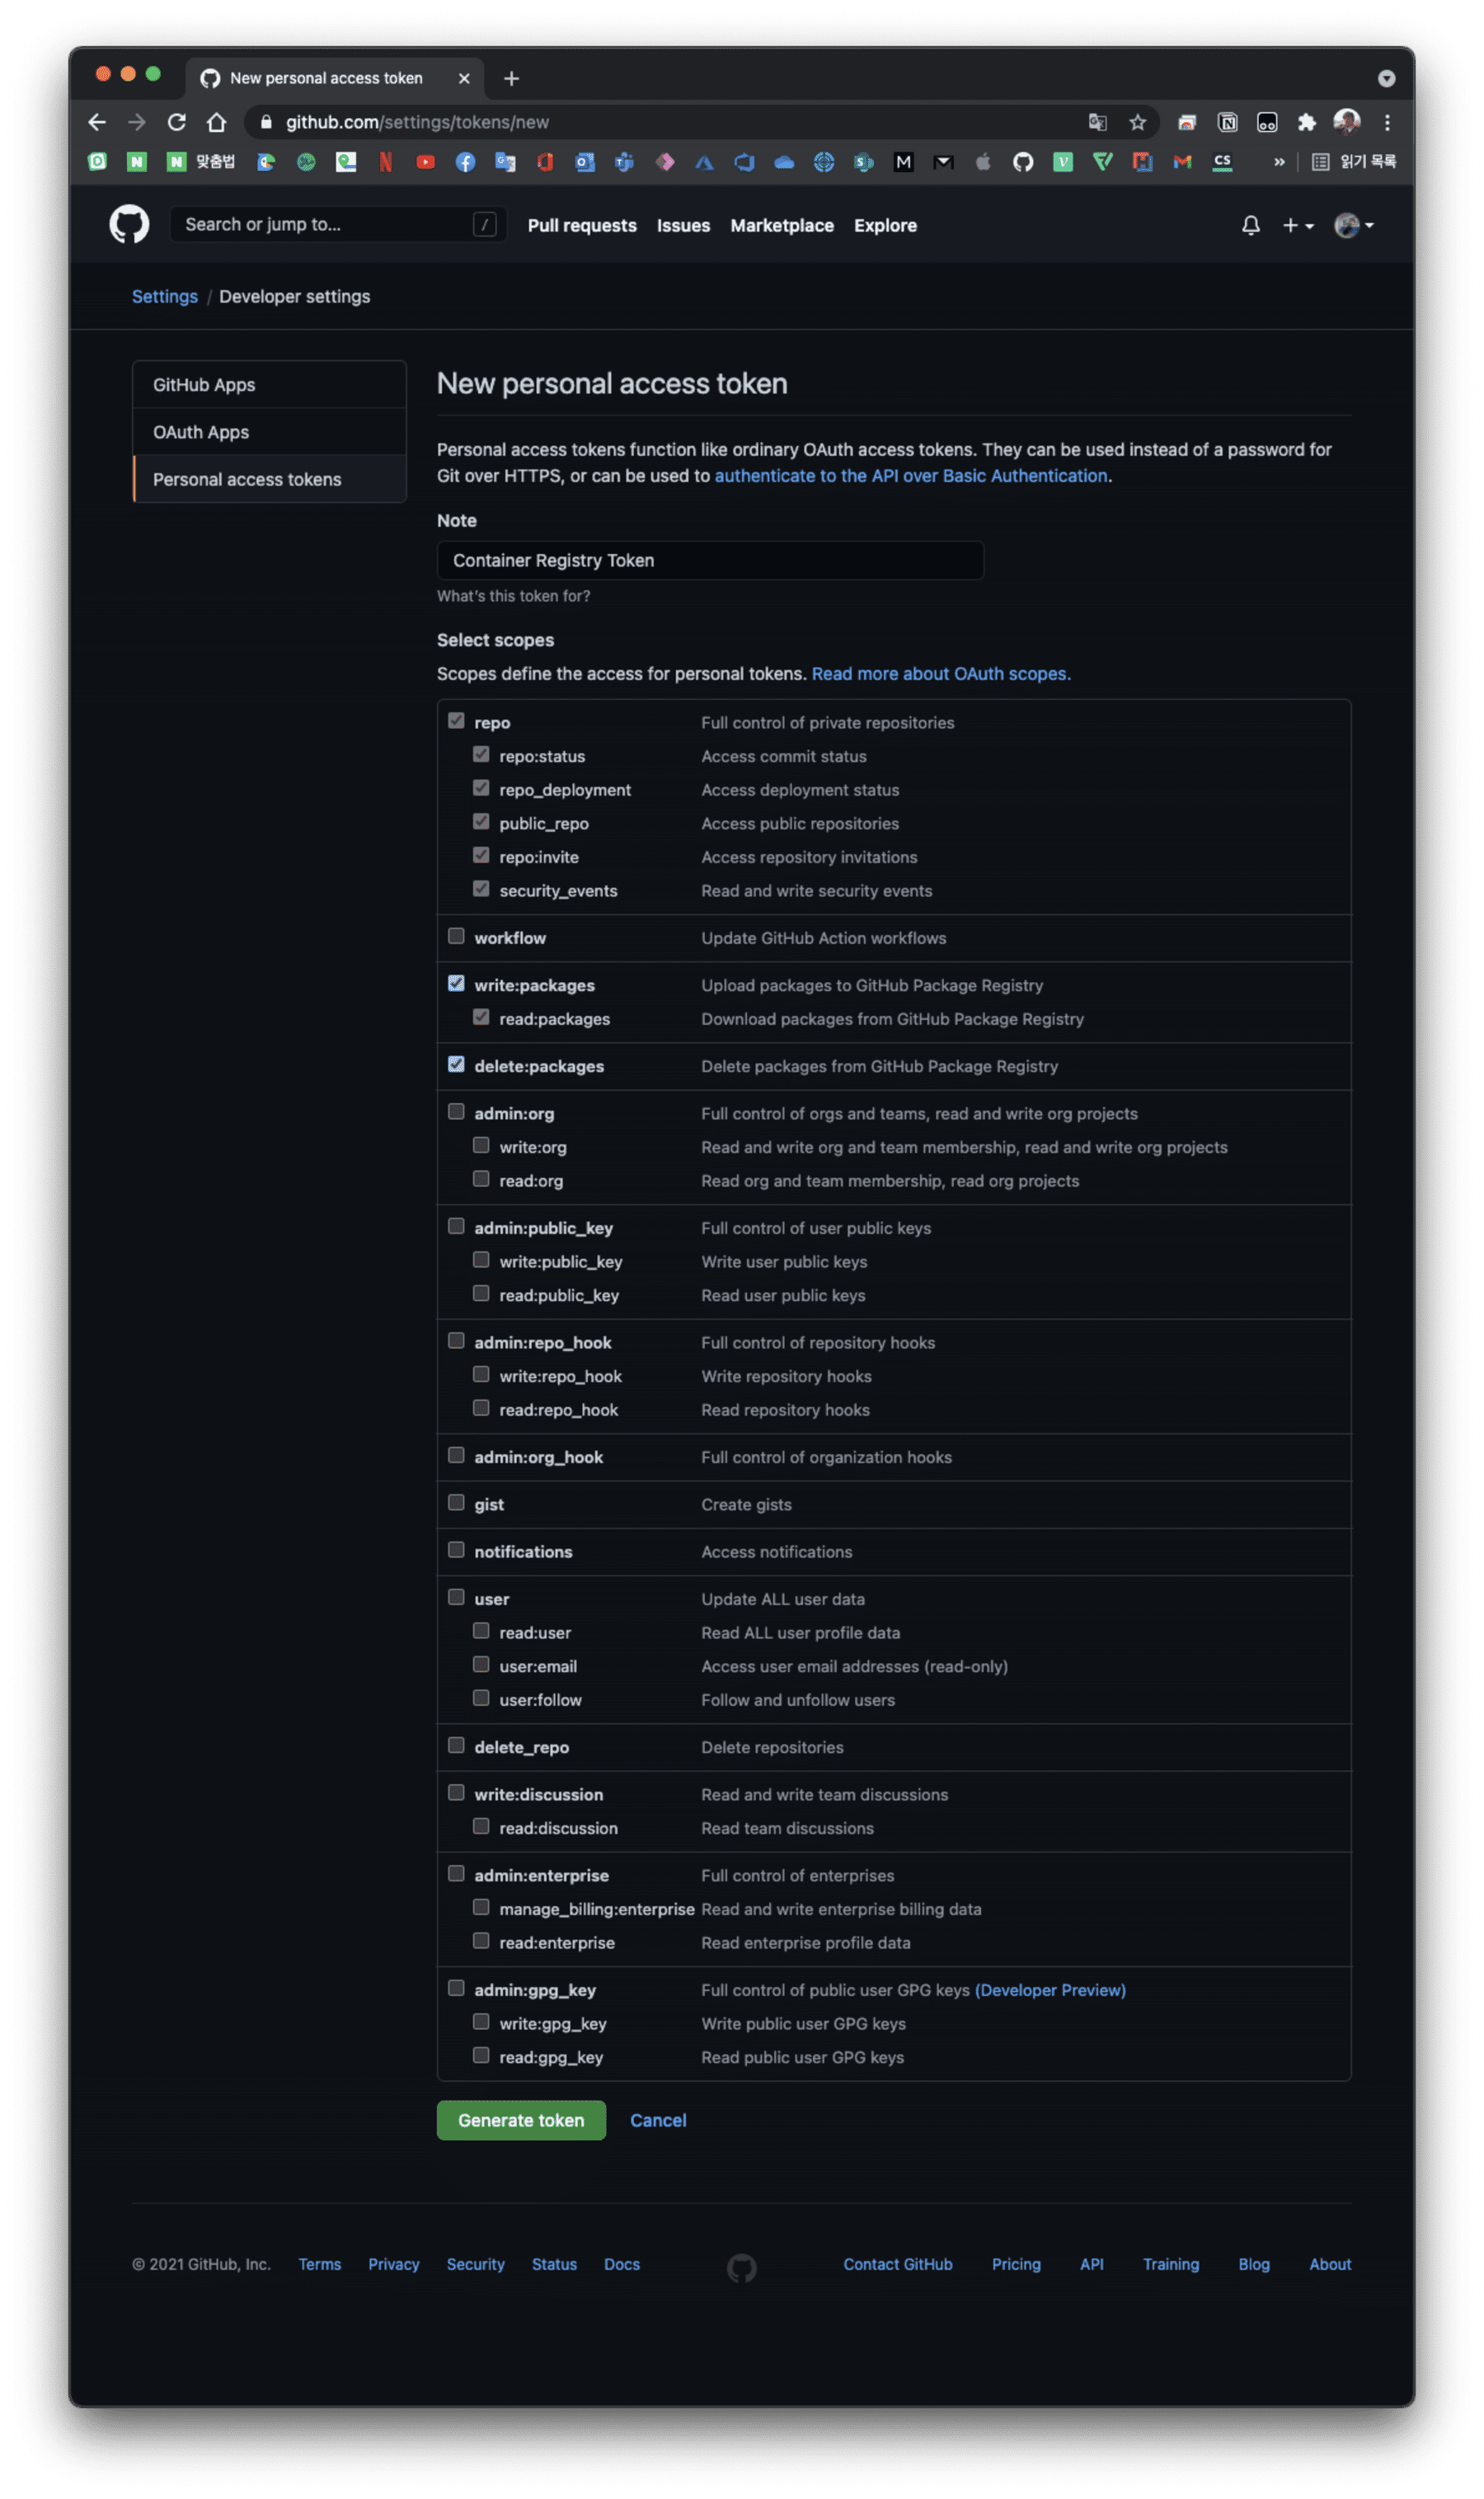 New personal access token
github.com/settings/tokens/new
N
N 맞춤법
M
CS
»
읽기 목록
Search or jump to... /
Pull requests Issues Marketplace Explore
Settings / Developer settings
GitHub Apps
OAuth Apps
Personal access tokens
New personal access token
Personal access tokens function like ordinary OAuth access tokens. They can be used instead of a password for
Git over HTTPS, or can be used to authenticate to the API over Basic Authentication.
Note
Container Registry Token
What's this token for?
Select scopes
Scopes define the access for personal tokens. Read more about OAuth scopes.
repo Full control of private repositories
repo:status Access commit status
repo_deployment Access deployment status
public_repo Access public repositories
repo:invite Access repository invitations
security_events Read and write security events
workflow Update GitHub Action workflows
write:packages Upload packages to GitHub Package Registry
read:packages Download packages from GitHub Package Registry
delete:packages Delete packages from GitHub Package Registry
admin:org Full control of orgs and teams, read and write org projects
write:org Read and write org and team membership, read and write org projects
read:org Read org and team membership, read org projects
admin:public_key Full control of user public keys
write:public_key Write user public keys
read:public_key Read user public keys
admin:repo_hook Full control of repository hooks
write:repo_hook Write repository hooks
read:repo_hook Read repository hooks
admin:org_hook Full control of organization hooks
gist Create gists
notifications Access notifications
user Update ALL user data
read:user Read ALL user profile data
user:email Access user email addresses (read-only)
user:follow Follow and unfollow users
delete_repo Delete repositories
write:discussion Read and write team discussions
read:discussion Read team discussions
admin:enterprise Full control of enterprises
manage_billing:enterprise Read and write enterprise billing data
read:enterprise Read enterprise profile data
admin:gpg_key Full control of public user GPG keys (Developer Preview)
write:gpg_key Write public user GPG keys
read:gpg_key Read public user GPG keys
Generate token Cancel
© 2021 GitHub, Inc. Terms Privacy Security Status Docs Contact GitHub Pricing API Training Blog About